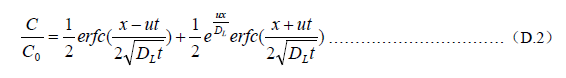 C/C₀ = 1/2 erfc((x − ut)/(2√(D_L t))) + 1/2 e^(ux/D_L) erfc((x + ut)/(2√(D_L t))) ………………………………（D.2）